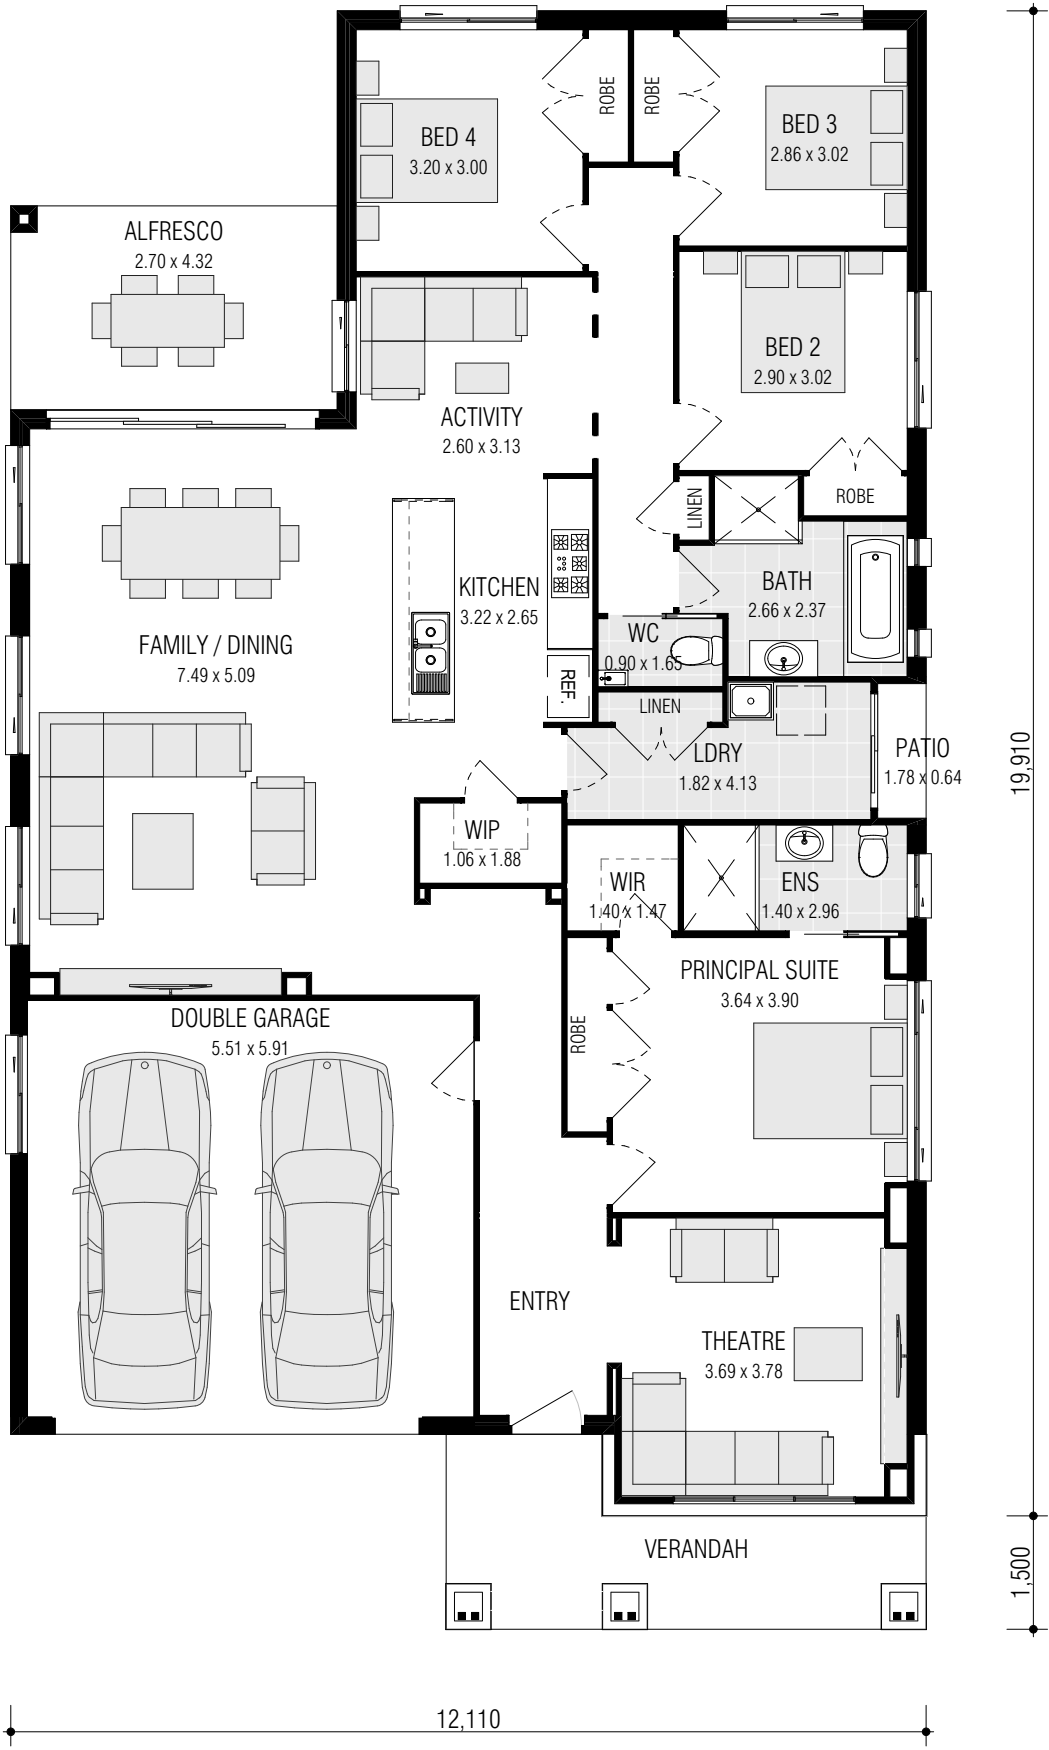 BED 4
3.20 x 3.00
ROBE
ROBE
BED 3
2.86 x 3.02
ALFRESCO
2.70 x 4.32
BED 2
2.90 x 3.02
ACTIVITY
2.60 x 3.13
ROBE
LINEN
KITCHEN
3.22 x 2.65
BATH
2.66 x 2.37
FAMILY / DINING
7.49 x 5.09
WC
0.90 x 1.65
REF.
LINEN
LDRY
1.82 x 4.13
PATIO
1.78 x 0.64
19,910
WIP
1.06 x 1.88
WIR
1.40 x 1.47
ENS
1.40 x 2.96
PRINCIPAL SUITE
3.64 x 3.90
ROBE
DOUBLE GARAGE
5.51 x 5.91
ENTRY
THEATRE
3.69 x 3.78
VERANDAH
1,500
12,110